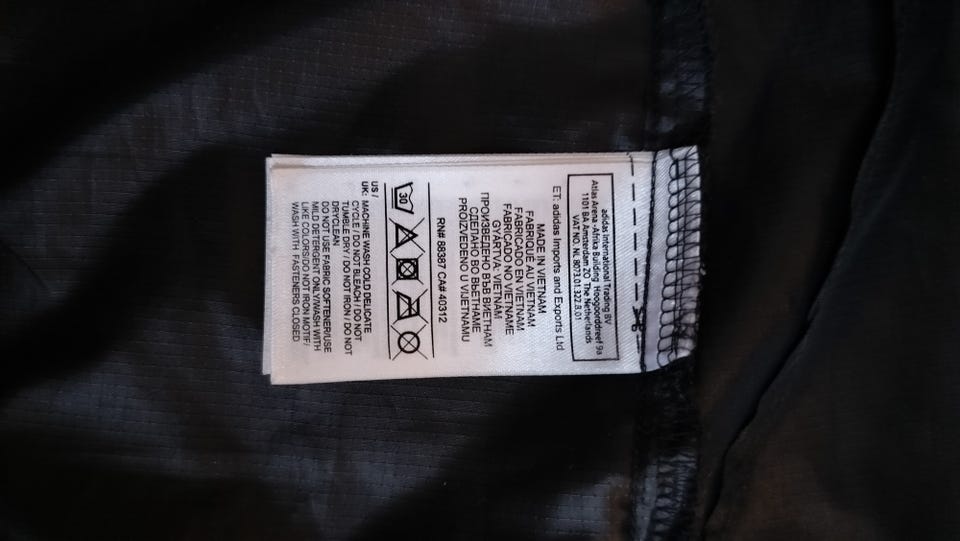 adidas International Trading BV
Atlas Arena -Afrika Building Hoogoorddreef 9a
1101 BA Amsterdam ZO The Netherlands
VAT NO. NL 8073.01.322.B.01
ET: adidas Imports and Exports Ltd
MADE IN VIETNAM
FABRIQUÉ AU VIETNAM
FABRICADO EN VIETNAM
FABRICADO NO VIETNAME
GYÁRTVA: VIETNAM
ПРОИЗВЕДЕНО ВЪВ ВИЕТНАМ
СДЕЛАНО ВО ВЬЕТНАМЕ
PROIZVEDENO U VIJETNAMU
RN# 88387 CA# 40312
30
US /
UK: MACHINE WASH COLD DELICATE
CYCLE / DO NOT BLEACH / DO NOT
TUMBLE DRY / DO NOT IRON / DO NOT
DRYCLEAN
DO NOT USE FABRIC SOFTENER/USE
MILD DETERGENT ONLY/WASH WITH
LIKE COLORS/DO NOT IRON MOTIF/
WASH WITH FASTENERS CLOSED